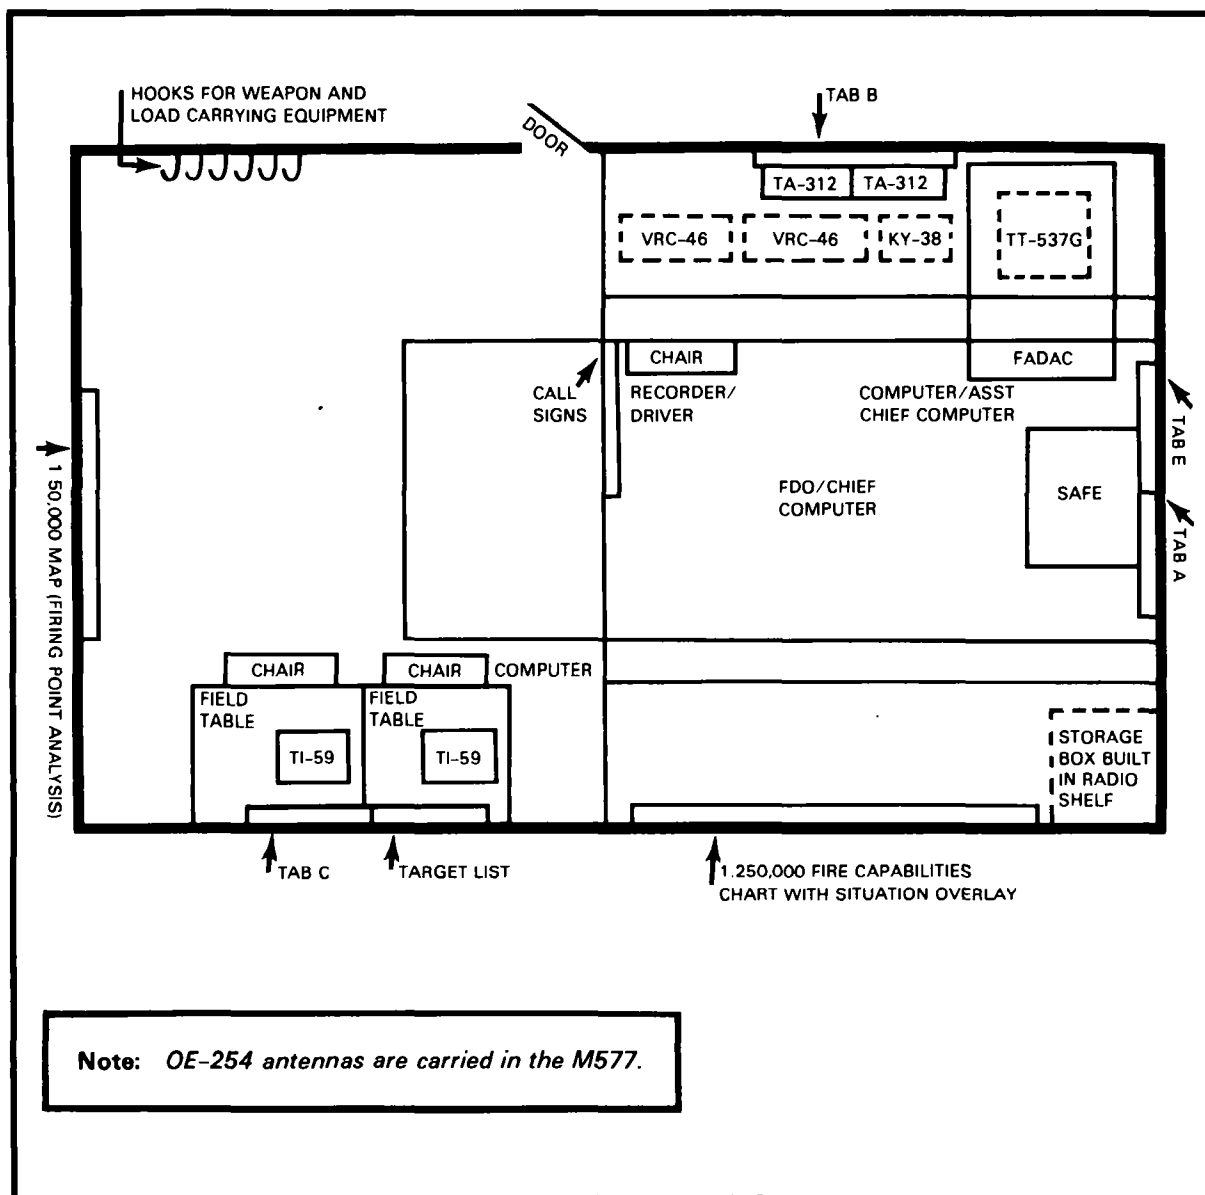 HOOKS FOR WEAPON AND
LOAD CARRYING EQUIPMENT
DOOR
TAB B
TA-312
TA-312
VRC-46
VRC-46
KY-38
TT-537G
CHAIR
FADAC
CALL
SIGNS
RECORDER/
DRIVER
COMPUTER/ASST
CHIEF COMPUTER
TAB E
FDO/CHIEF
COMPUTER
SAFE
TAB A
1 50,000 MAP (FIRING POINT ANALYSIS)
CHAIR
CHAIR
COMPUTER
FIELD
TABLE
FIELD
TABLE
TI-59
TI-59
STORAGE
BOX BUILT
IN RADIO
SHELF
TAB C
TARGET LIST
1.250,000 FIRE CAPABILITIES
CHART WITH SITUATION OVERLAY
Note: OE-254 antennas are carried in the M577.